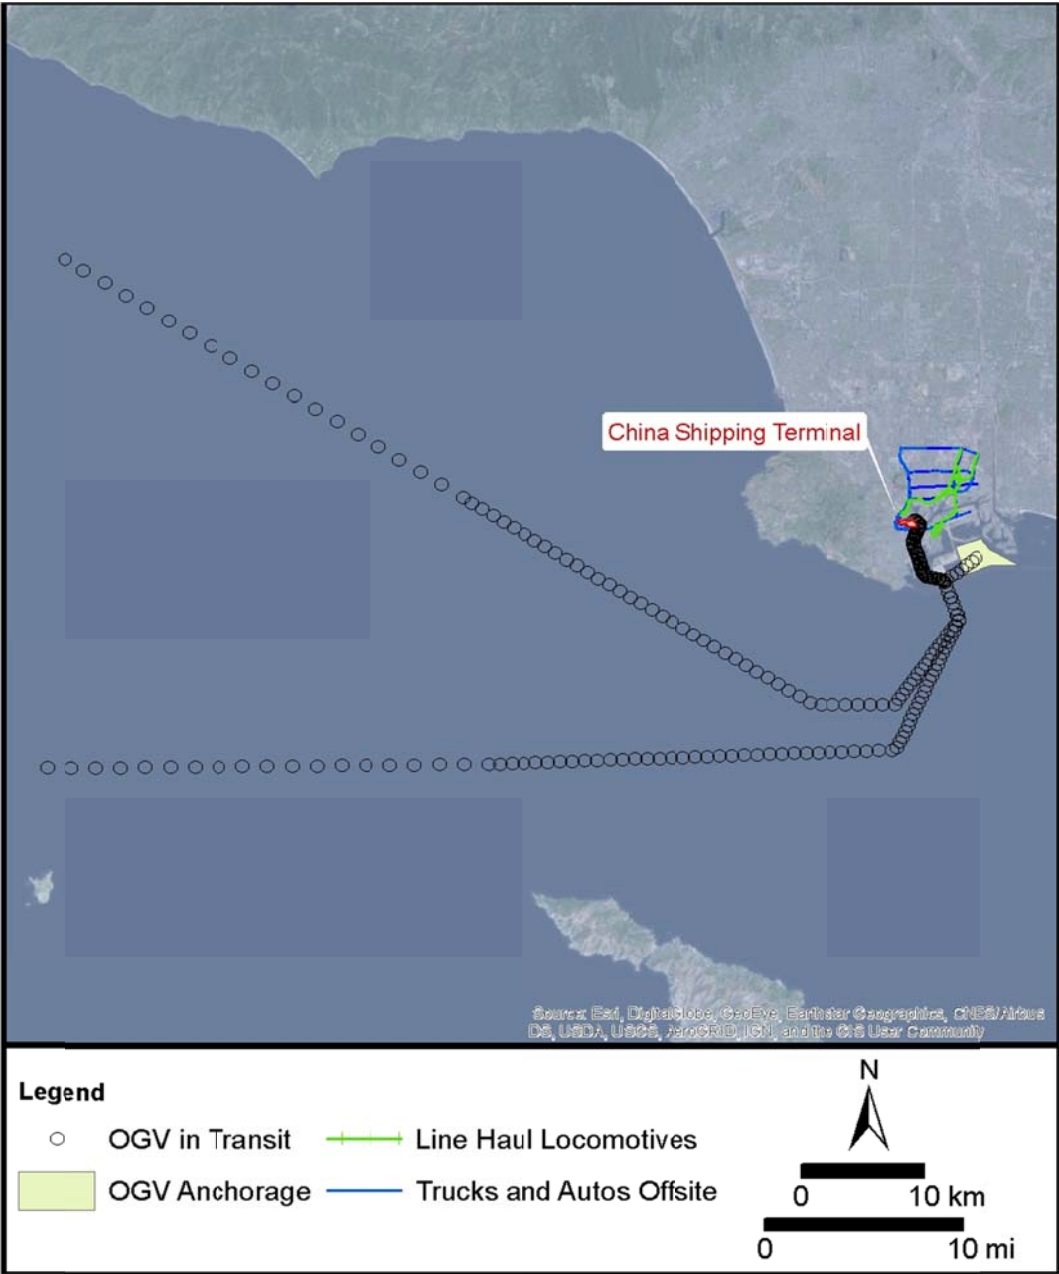 China Shipping Terminal
Source: Esri, DigitalGlobe, GeoEye, Earthstar Geographics, CNES/Airbus
DS, USDA, USGS, AeroGRID, IGN, and the GIS User Community
Legend
OGV in Transit
Line Haul Locomotives
OGV Anchorage
Trucks and Autos Offsite
N
0 10 km
0 10 mi